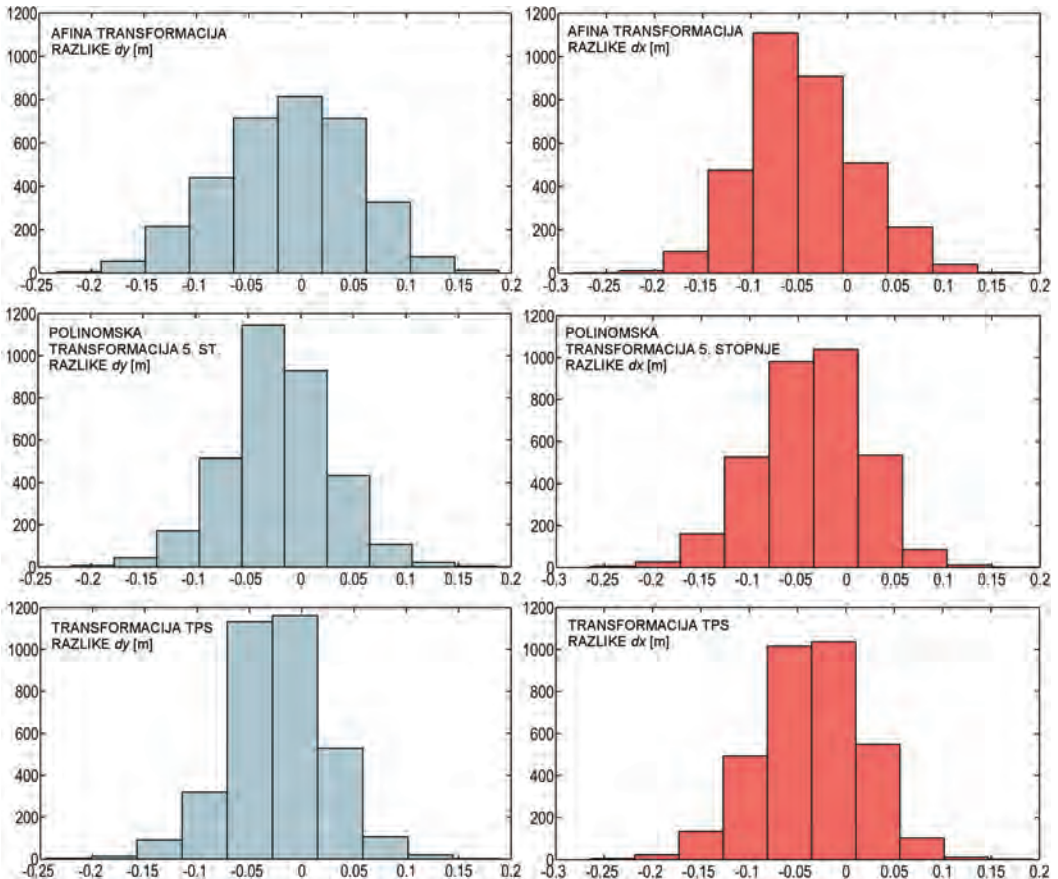 AFINA TRANSFORMACIJA
RAZLIKE dy [m]
1200
1000
800
600
400
200
0
-0.25 -0.2 -0.15 -0.1 -0.05 0 0.05 0.1 0.15 0.2
AFINA TRANSFORMACIJA
RAZLIKE dx [m]
1200
1000
800
600
400
200
0
-0.3 -0.25 -0.2 -0.15 -0.1 -0.05 0 0.05 0.1 0.15 0.2
POLINOMSKA
TRANSFORMACIJA 5. ST.
RAZLIKE dy [m]
1200
1000
800
600
400
200
0
-0.25 -0.2 -0.15 -0.1 -0.05 0 0.05 0.1 0.15 0.2
POLINOMSKA
TRANSFORMACIJA 5. STOPNJE
RAZLIKE dx [m]
1200
1000
800
600
400
200
0
-0.3 -0.25 -0.2 -0.15 -0.1 -0.05 0 0.05 0.1 0.15 0.2
TRANSFORMACIJA TPS
RAZLIKE dy [m]
1200
1000
800
600
400
200
0
-0.25 -0.2 -0.15 -0.1 -0.05 0 0.05 0.1 0.15 0.2
TRANSFORMACIJA TPS
RAZLIKE dx [m]
1200
1000
800
600
400
200
0
-0.3 -0.25 -0.2 -0.15 -0.1 -0.05 0 0.05 0.1 0.15 0.2